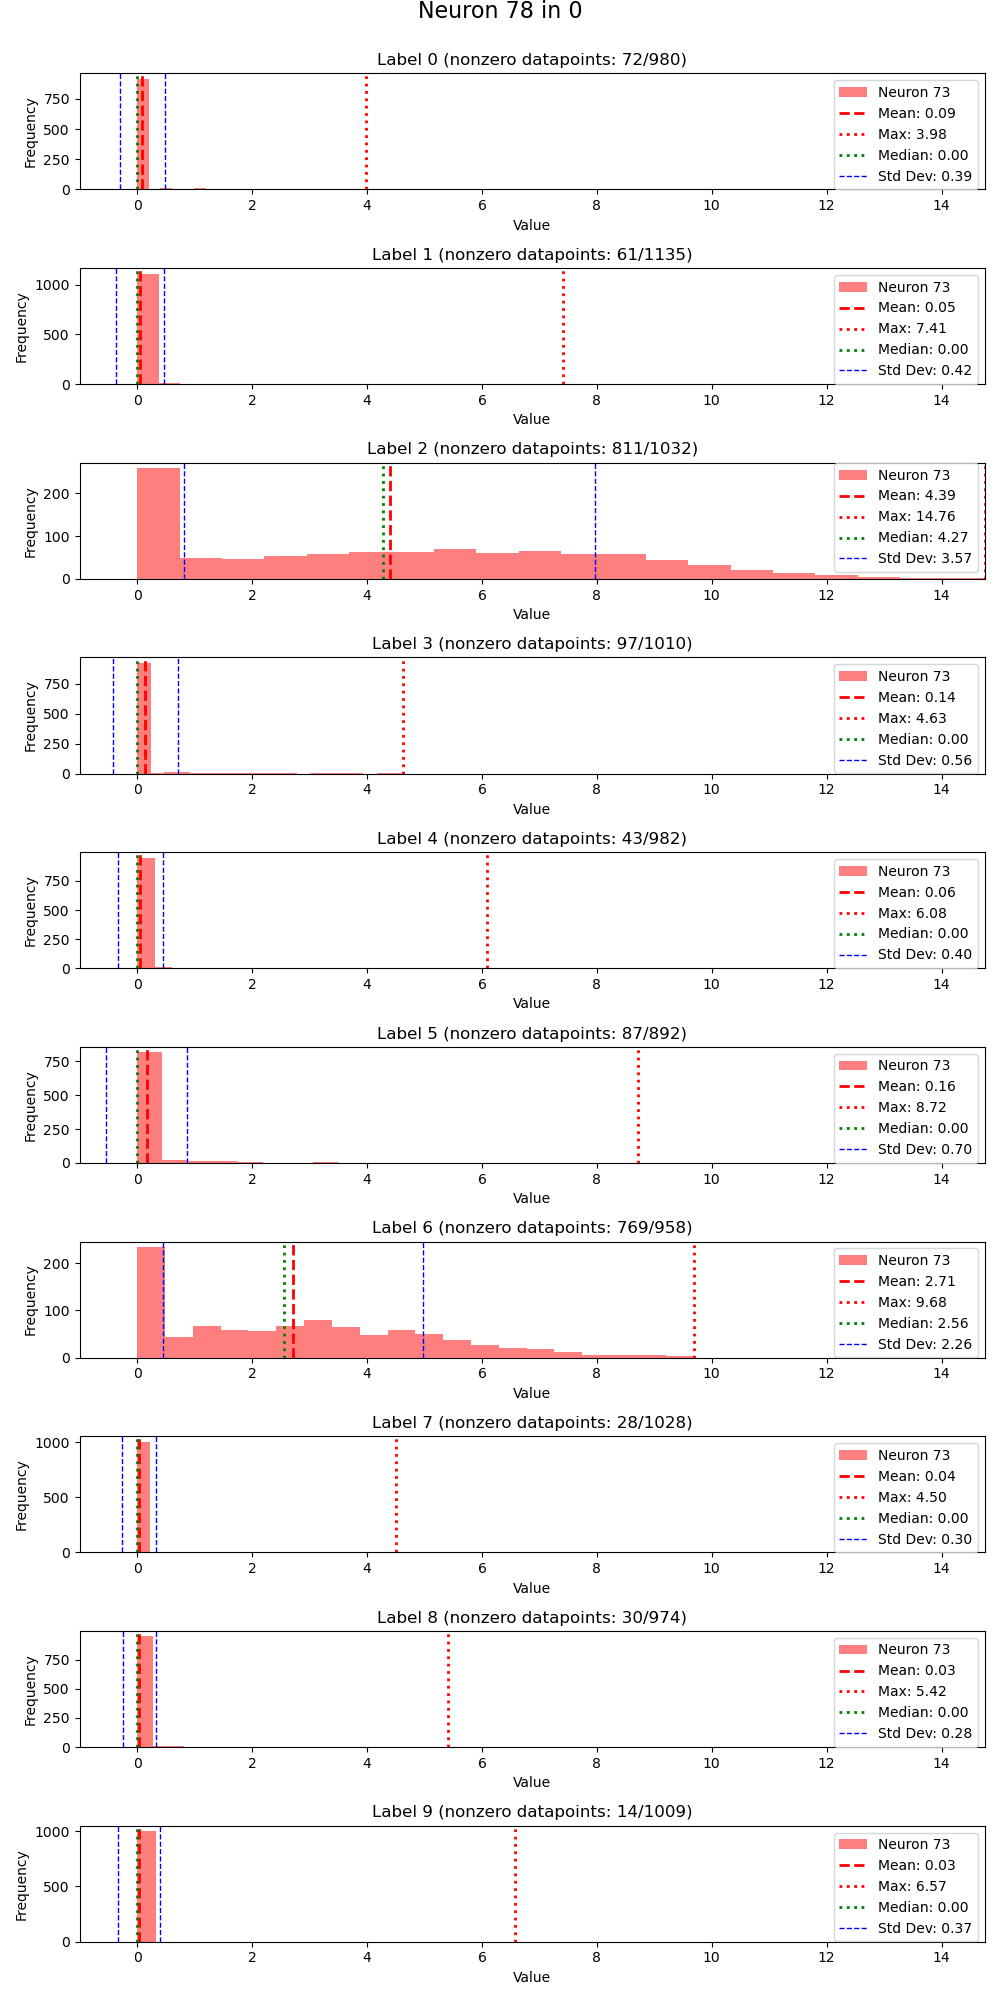 Neuron 78 in 0
Label 0 (nonzero datapoints: 72/980)
Frequency
750
500
250
0
Neuron 73
Mean: 0.09
Max: 3.98
Median: 0.00
Std Dev: 0.39
0 2 4 6 8 10 12 14
Value
Label 1 (nonzero datapoints: 61/1135)
Frequency
1000
500
0
Neuron 73
Mean: 0.05
Max: 7.41
Median: 0.00
Std Dev: 0.42
0 2 4 6 8 10 12 14
Value
Label 2 (nonzero datapoints: 811/1032)
Frequency
200
100
0
Neuron 73
Mean: 4.39
Max: 14.76
Median: 4.27
Std Dev: 3.57
0 2 4 6 8 10 12 14
Value
Label 3 (nonzero datapoints: 97/1010)
Frequency
750
500
250
0
Neuron 73
Mean: 0.14
Max: 4.63
Median: 0.00
Std Dev: 0.56
0 2 4 6 8 10 12 14
Value
Label 4 (nonzero datapoints: 43/982)
Frequency
750
500
250
0
Neuron 73
Mean: 0.06
Max: 6.08
Median: 0.00
Std Dev: 0.40
0 2 4 6 8 10 12 14
Value
Label 5 (nonzero datapoints: 87/892)
Frequency
750
500
250
0
Neuron 73
Mean: 0.16
Max: 8.72
Median: 0.00
Std Dev: 0.70
0 2 4 6 8 10 12 14
Value
Label 6 (nonzero datapoints: 769/958)
Frequency
200
100
0
Neuron 73
Mean: 2.71
Max: 9.68
Median: 2.56
Std Dev: 2.26
0 2 4 6 8 10 12 14
Value
Label 7 (nonzero datapoints: 28/1028)
Frequency
1000
500
0
Neuron 73
Mean: 0.04
Max: 4.50
Median: 0.00
Std Dev: 0.30
0 2 4 6 8 10 12 14
Value
Label 8 (nonzero datapoints: 30/974)
Frequency
750
500
250
0
Neuron 73
Mean: 0.03
Max: 5.42
Median: 0.00
Std Dev: 0.28
0 2 4 6 8 10 12 14
Value
Label 9 (nonzero datapoints: 14/1009)
Frequency
1000
500
0
Neuron 73
Mean: 0.03
Max: 6.57
Median: 0.00
Std Dev: 0.37
0 2 4 6 8 10 12 14
Value